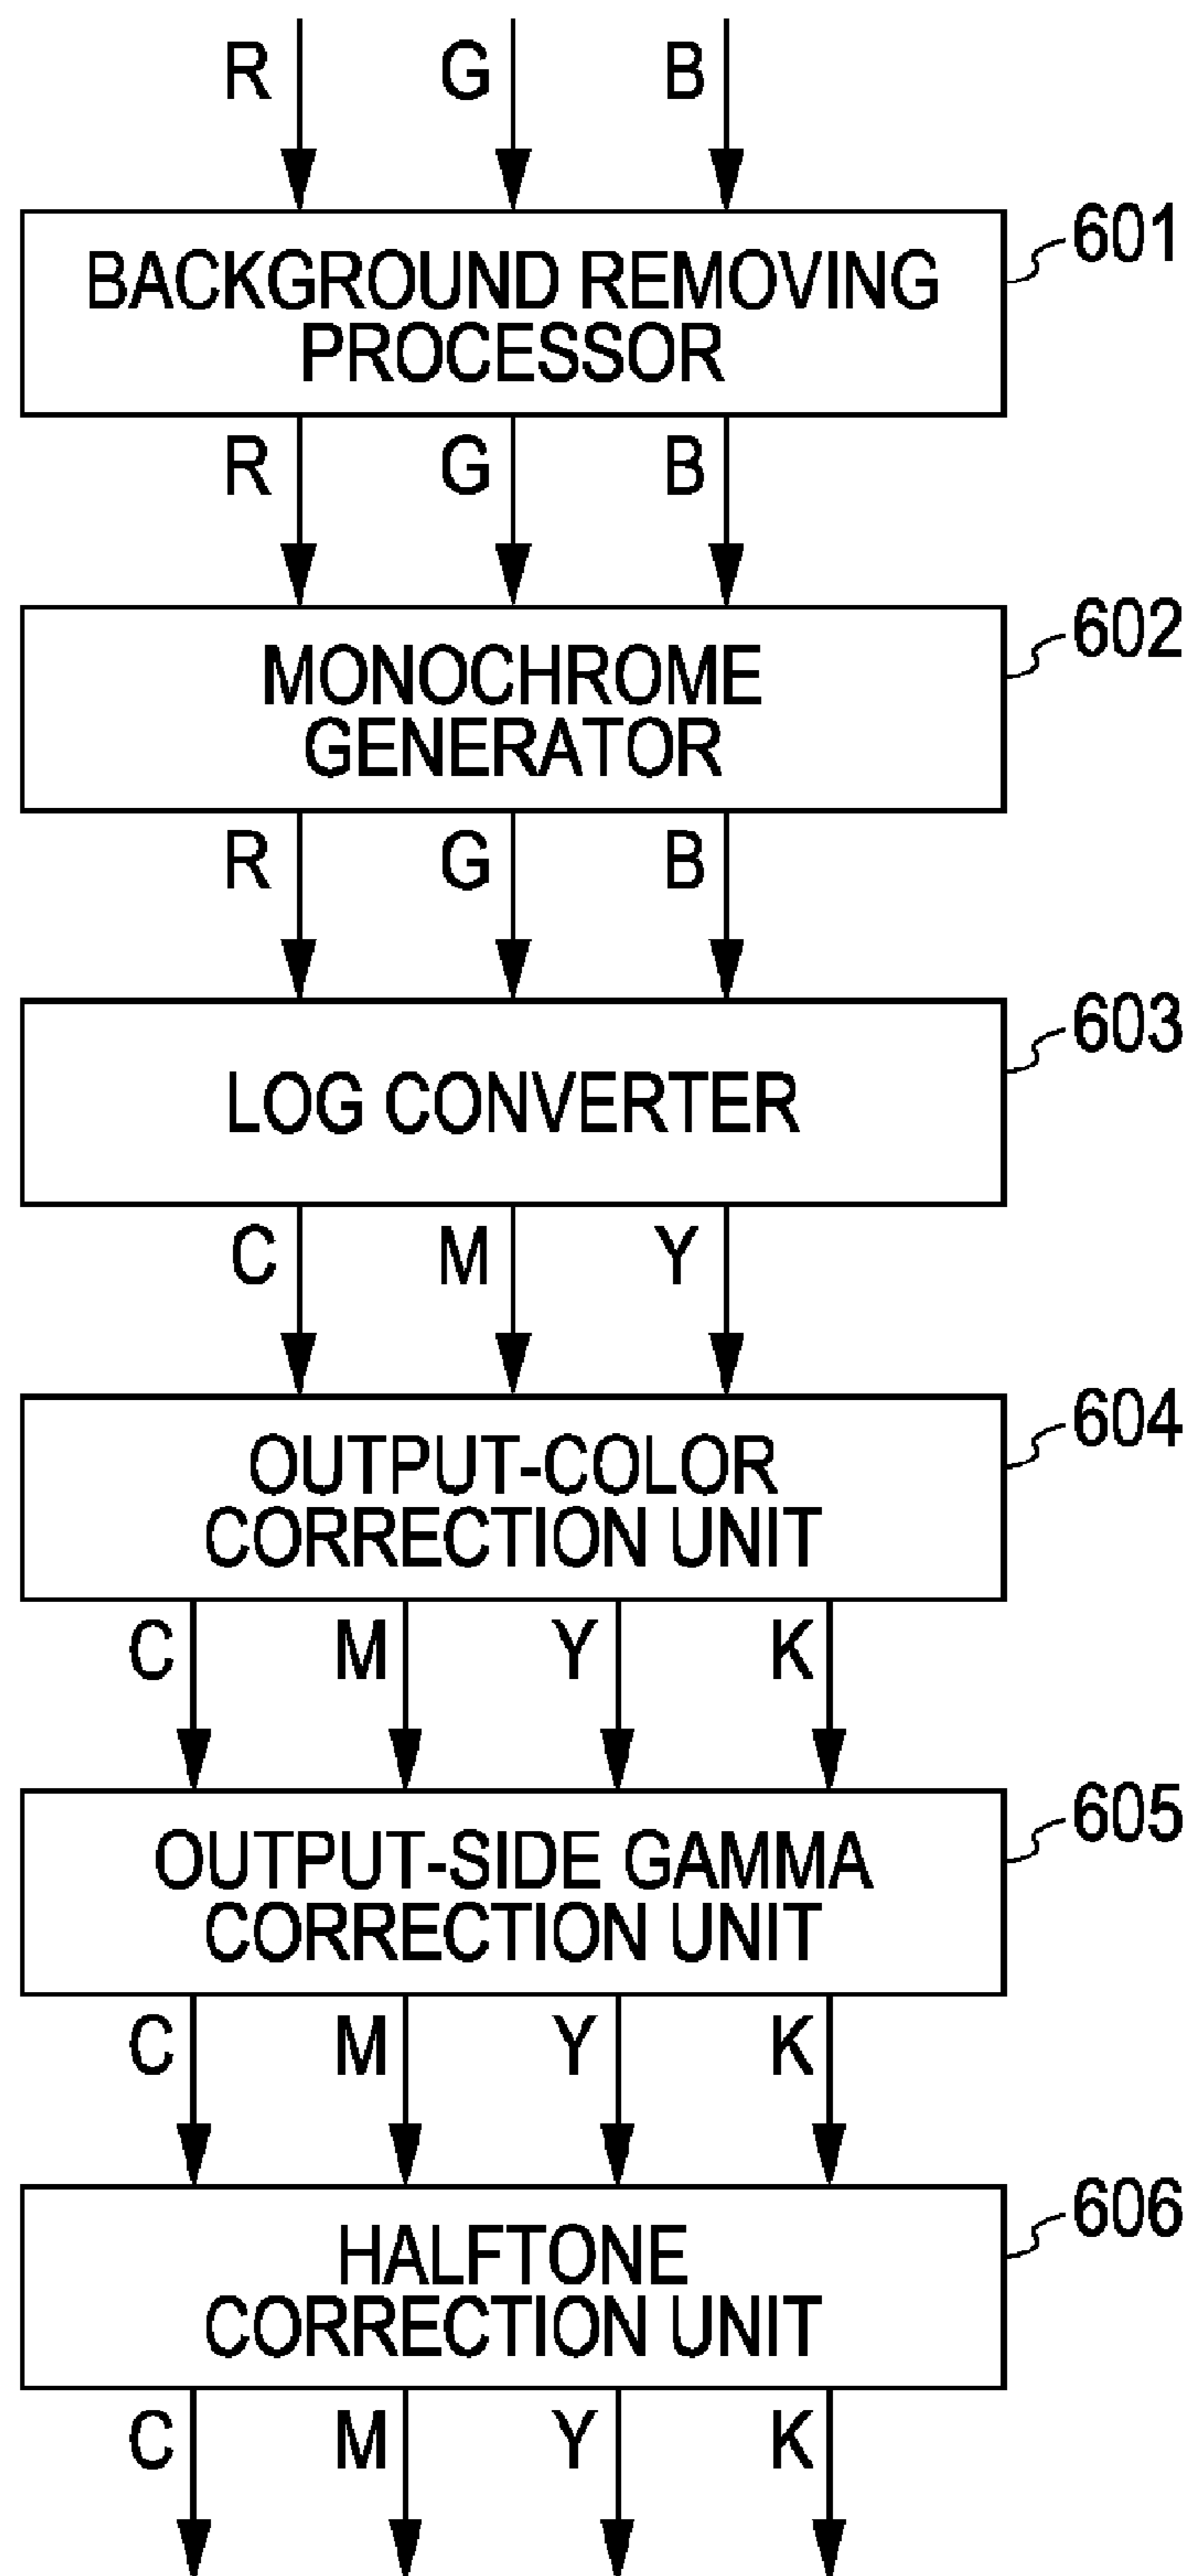 R G B
BACKGROUND REMOVING
PROCESSOR
601
R G B
MONOCHROME
GENERATOR
602
R G B
LOG CONVERTER
603
C M Y
OUTPUT-COLOR
CORRECTION UNIT
604
C M Y K
OUTPUT-SIDE GAMMA
CORRECTION UNIT
605
C M Y K
HALFTONE
CORRECTION UNIT
606
C M Y K